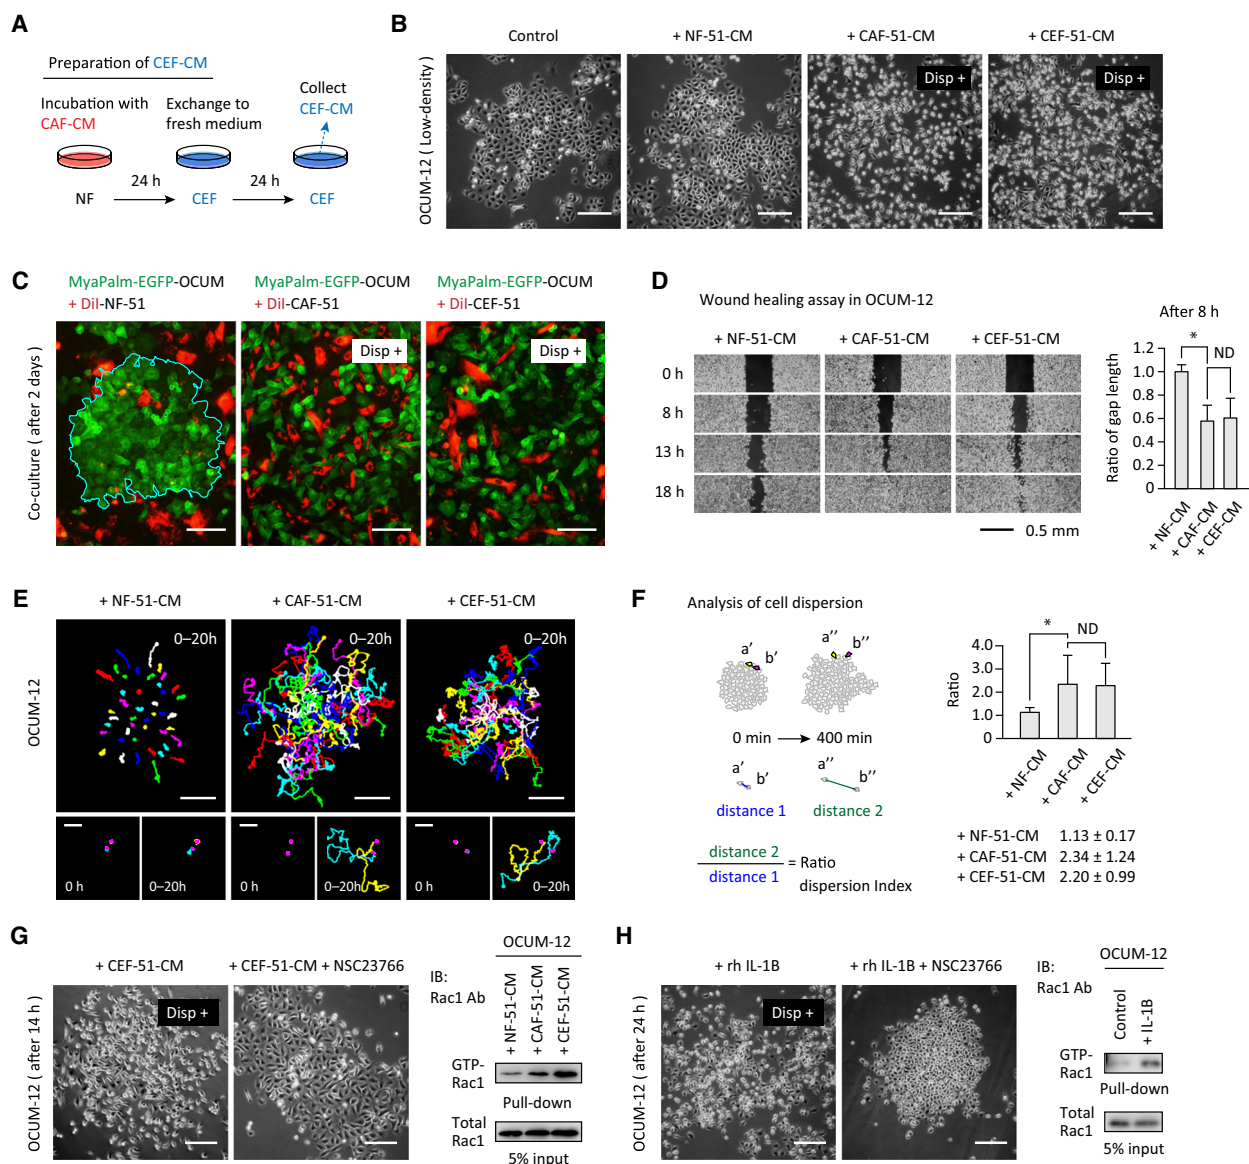 A
Preparation of CEF-CM
Incubation with
CAF-CM
Exchange to
fresh medium
Collect
CEF-CM
NF
24 h
CEF
24 h
CEF
B
Control
+ NF-51-CM
+ CAF-51-CM
+ CEF-51-CM
OCUM-12 ( Low-density )
Disp +
Disp +
C
MyaPalm-EGFP-OCUM
+ DiI-NF-51
MyaPalm-EGFP-OCUM
+ DiI-CAF-51
MyaPalm-EGFP-OCUM
+ DiI-CEF-51
Co-culture ( after 2 days )
Disp +
Disp +
D
Wound healing assay in OCUM-12
+ NF-51-CM
+ CAF-51-CM
+ CEF-51-CM
0 h
8 h
13 h
18 h
0.5 mm
After 8 h
*
ND
Ratio of gap length
1.2
1.0
0.8
0.6
0.4
0.2
0
+ NF-CM
+ CAF-CM
+ CEF-CM
E
+ NF-51-CM
+ CAF-51-CM
+ CEF-51-CM
OCUM-12
0–20h
0–20h
0–20h
0 h
0–20h
0 h
0–20h
0 h
0–20h
F
Analysis of cell dispersion
a'
b'
a''
b''
0 min
400 min
a'
b'
a''
b''
distance 1
distance 2
distance 2
distance 1
= Ratio
dispersion Index
*
ND
Ratio
4.0
3.0
2.0
1.0
0
+ NF-CM
+ CAF-CM
+ CEF-CM
+ NF-51-CM 1.13 ± 0.17
+ CAF-51-CM 2.34 ± 1.24
+ CEF-51-CM 2.20 ± 0.99
G
+ CEF-51-CM
+ CEF-51-CM + NSC23766
OCUM-12 ( after 14 h )
Disp +
OCUM-12
IB:
Rac1 Ab
+ NF-51-CM
+ CAF-51-CM
+ CEF-51-CM
GTP-
Rac1
Pull-down
Total
Rac1
5% input
H
+ rh IL-1B
+ rh IL-1B + NSC23766
OCUM-12 ( after 24 h )
Disp +
IB:
OCUM-12
Rac1 Ab
Control
+ IL-1B
GTP-
Rac1
Pull-down
Total
Rac1
5% input